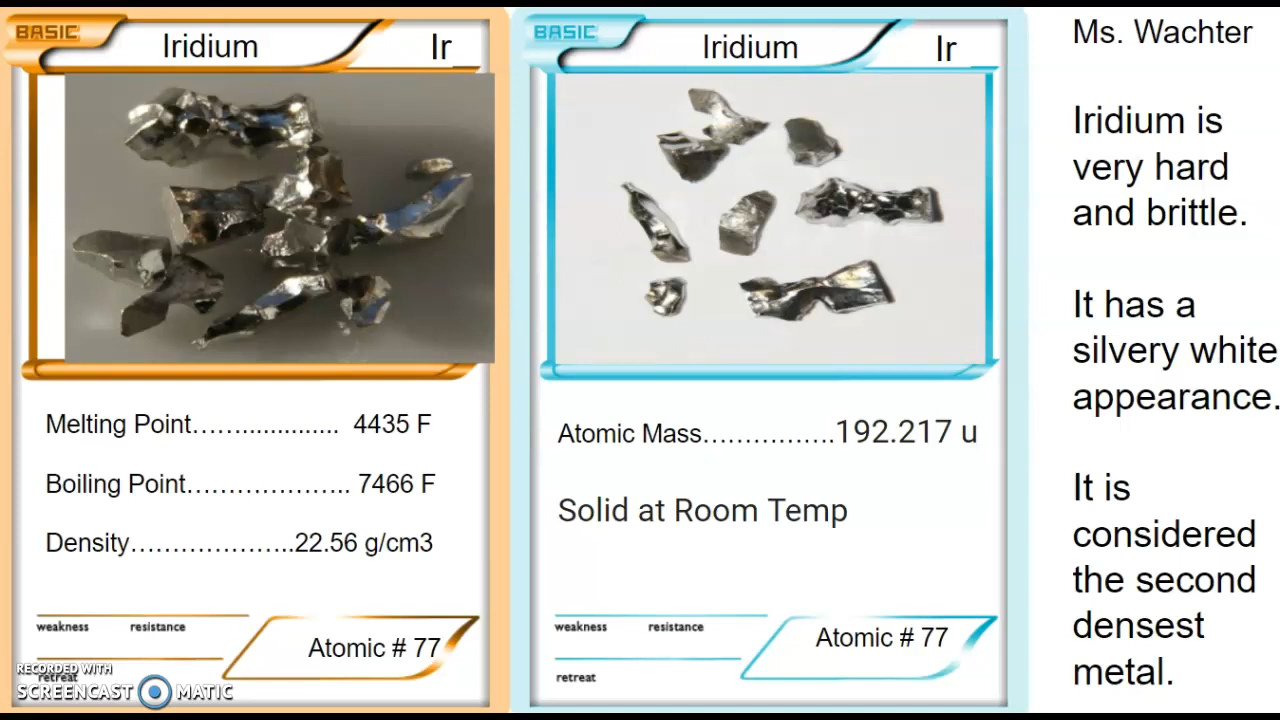 BASIC
Iridium Ir
Melting Point…….............. 4435 F
Boiling Point………………….. 7466 F
Density…………………..22.56 g/cm3
weakness resistance
Atomic # 77
retreat
RECORDED WITH
SCREENCAST MATIC
BASIC
Iridium Ir
Atomic Mass…………….192.217 u
Solid at Room Temp
weakness resistance
Atomic # 77
retreat
Ms. Wachter
Iridium is
very hard
and brittle.
It has a
silvery white
appearance.
It is
considered
the second
densest
metal.